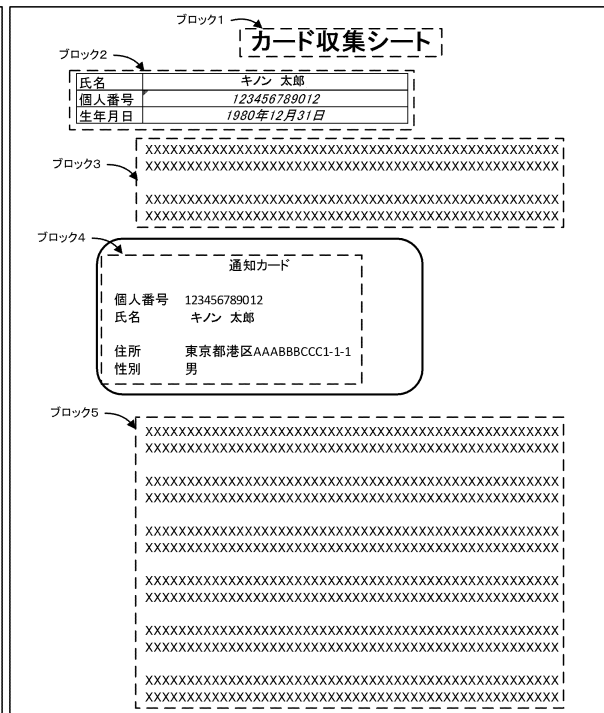 ブロック1
カード収集シート
ブロック2
氏名 キノン 太郎
個人番号 123456789012
生年月日 1980年12月31日
ブロック3
XXXXXXXXXXXXXXXXXXXXXXXXXXXXXXXXXXXXXXXXXXXXXXXXXX
XXXXXXXXXXXXXXXXXXXXXXXXXXXXXXXXXXXXXXXXXXXXXXXXXX
XXXXXXXXXXXXXXXXXXXXXXXXXXXXXXXXXXXXXXXXXXXXXXXXXX
XXXXXXXXXXXXXXXXXXXXXXXXXXXXXXXXXXXXXXXXXXXXXXXXXX
ブロック4
通知カード
個人番号 123456789012
氏名 キノン 太郎
住所 東京都港区AAABBBCCC1-1-1
性別 男
ブロック5
XXXXXXXXXXXXXXXXXXXXXXXXXXXXXXXXXXXXXXXXXXXXXXXXXX
XXXXXXXXXXXXXXXXXXXXXXXXXXXXXXXXXXXXXXXXXXXXXXXXXX
XXXXXXXXXXXXXXXXXXXXXXXXXXXXXXXXXXXXXXXXXXXXXXXXXX
XXXXXXXXXXXXXXXXXXXXXXXXXXXXXXXXXXXXXXXXXXXXXXXXXX
XXXXXXXXXXXXXXXXXXXXXXXXXXXXXXXXXXXXXXXXXXXXXXXXXX
XXXXXXXXXXXXXXXXXXXXXXXXXXXXXXXXXXXXXXXXXXXXXXXXXX
XXXXXXXXXXXXXXXXXXXXXXXXXXXXXXXXXXXXXXXXXXXXXXXXXX
XXXXXXXXXXXXXXXXXXXXXXXXXXXXXXXXXXXXXXXXXXXXXXXXXX
XXXXXXXXXXXXXXXXXXXXXXXXXXXXXXXXXXXXXXXXXXXXXXXXXX
XXXXXXXXXXXXXXXXXXXXXXXXXXXXXXXXXXXXXXXXXXXXXXXXXX
XXXXXXXXXXXXXXXXXXXXXXXXXXXXXXXXXXXXXXXXXXXXXXXXXX
XXXXXXXXXXXXXXXXXXXXXXXXXXXXXXXXXXXXXXXXXXXXXXXXXX